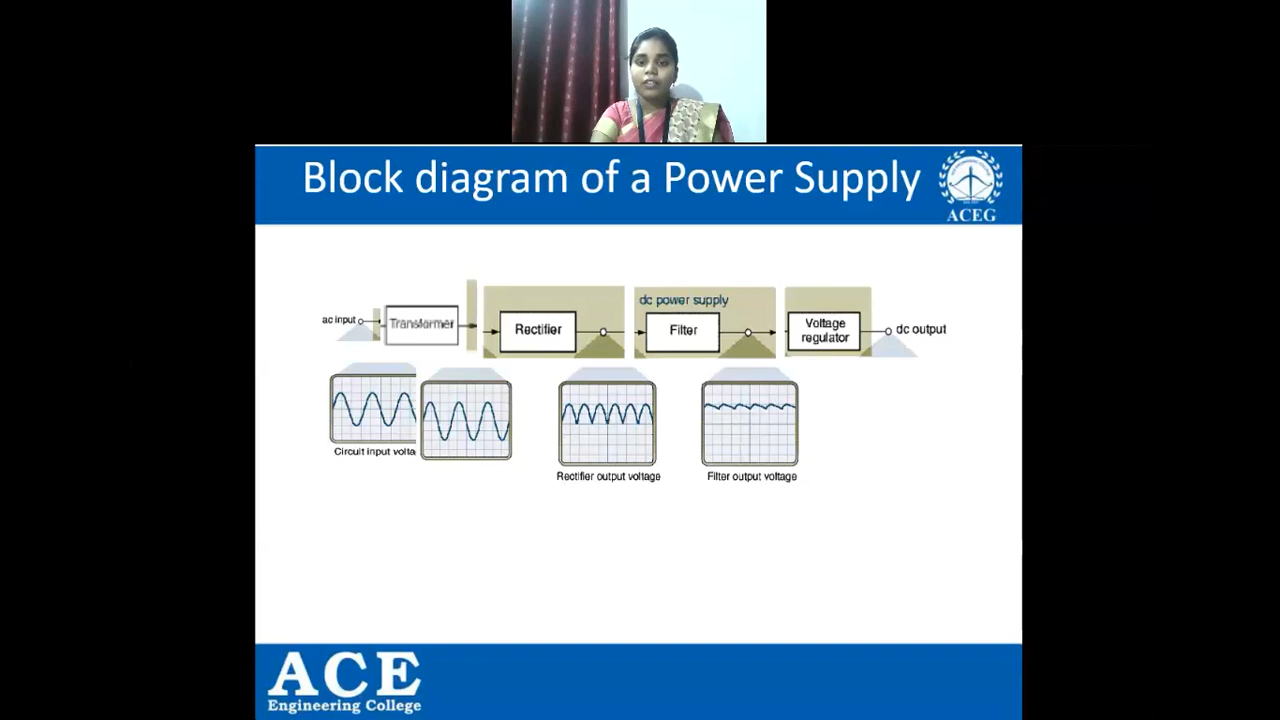 Block diagram of a Power Supply
ACEG
dc power supply
ac input
Transformer
Rectifier
Filter
Voltage
regulator
dc output
Circuit input volta
Rectifier output voltage
Filter output voltage
ACE
Engineering College